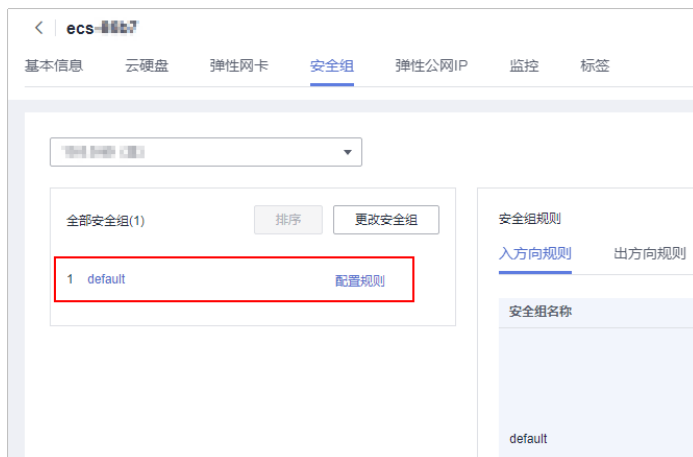 ecs-
基本信息 云硬盘 弹性网卡 安全组 弹性公网IP 监控 标签
全部安全组(1) 排序 更改安全组
1 default 配置规则
安全组规则
入方向规则 出方向规则
安全组名称
default